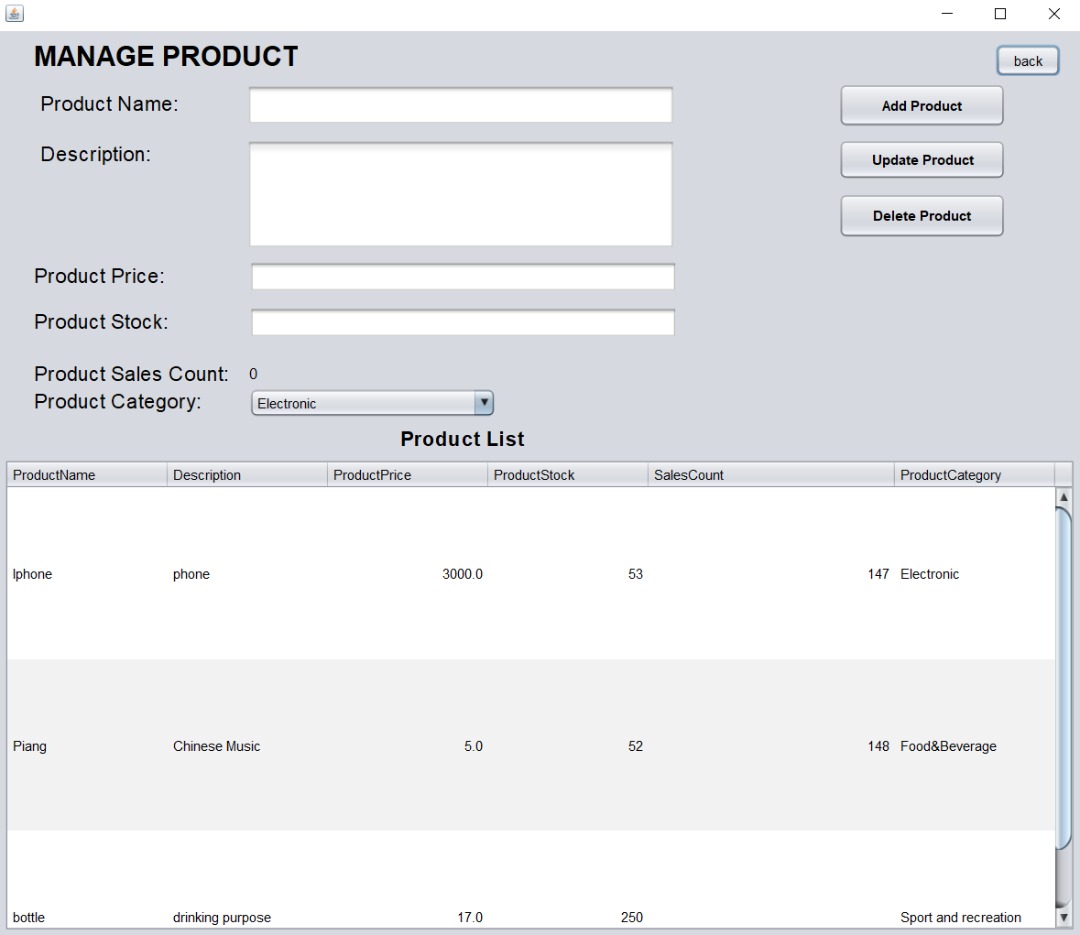 MANAGE PRODUCT
back
Product Name:
Add Product
Description:
Update Product
Delete Product
Product Price:
Product Stock:
Product Sales Count: 0
Product Category: Electronic
Product List
ProductName Description ProductPrice ProductStock SalesCount ProductCategory
Iphone phone 3000.0 53 147 Electronic
Piang Chinese Music 5.0 52 148 Food&Beverage
bottle drinking purpose 17.0 250 Sport and recreation